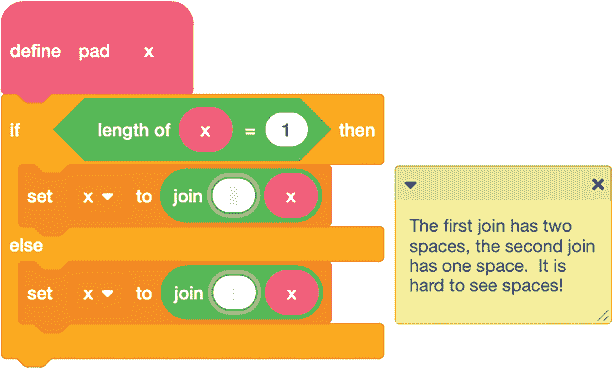 define pad x
if length of x = 1 then
set x to join x
else
set x to join x
The first join has two
spaces, the second join
has one space. It is
hard to see spaces!